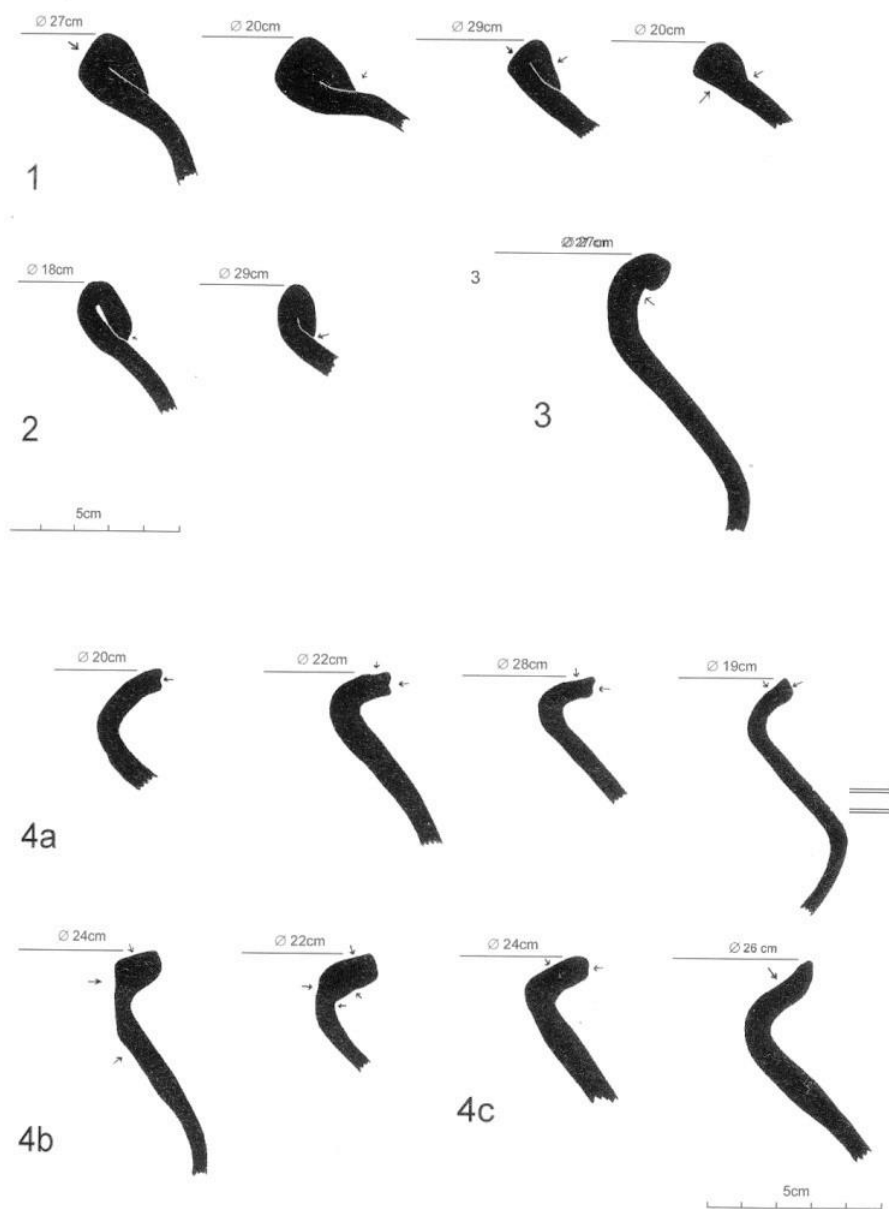 Ø 27cm
Ø 20cm
Ø 29cm
Ø 20cm
1
Ø 18cm
Ø 29cm
3
2
3
5cm
Ø 20cm
Ø 22cm
Ø 28cm
Ø 19cm
4a
Ø 24cm
Ø 22cm
Ø 24cm
Ø 26 cm
4b
4c
5cm